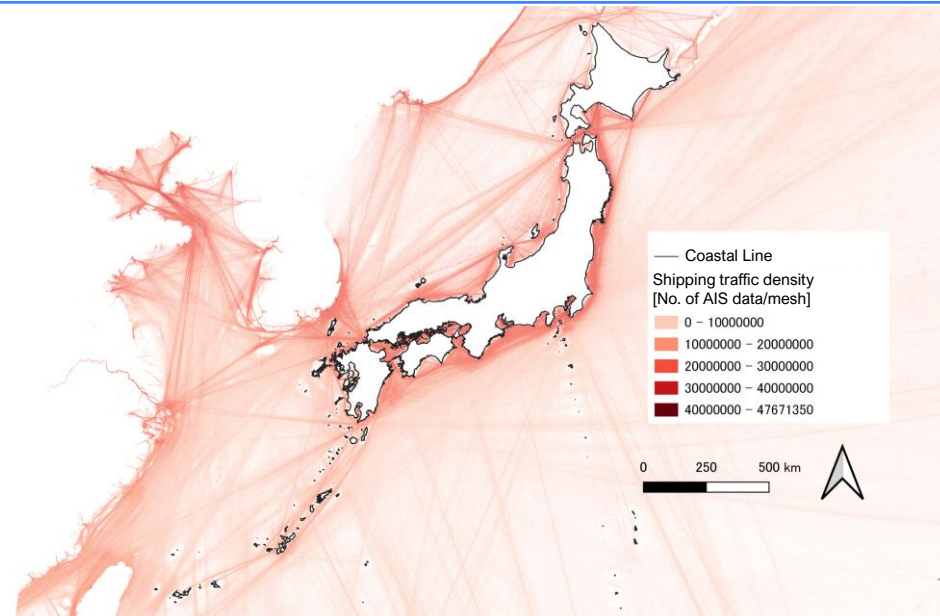 Coastal Line
Shipping traffic density
[No. of AIS data/mesh]
0 - 10000000
10000000 - 20000000
20000000 - 30000000
30000000 - 40000000
40000000 - 47671350
0 250 500 km